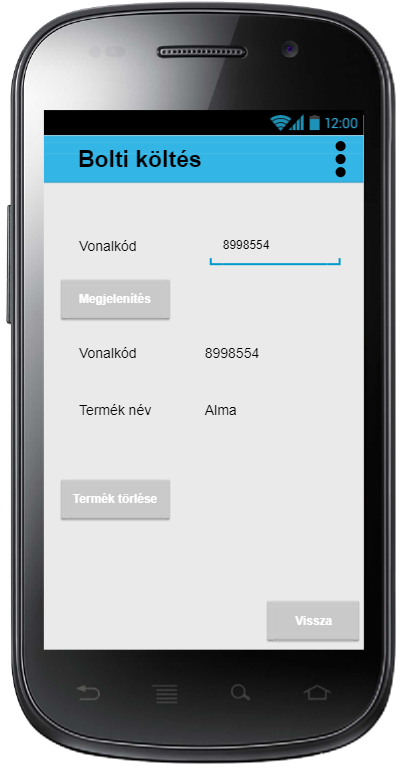 12:00
Bolti költés
Vonalkód 8998554
Megjelenítés
Vonalkód 8998554
Termék név Alma
Termék törlése
Vissza